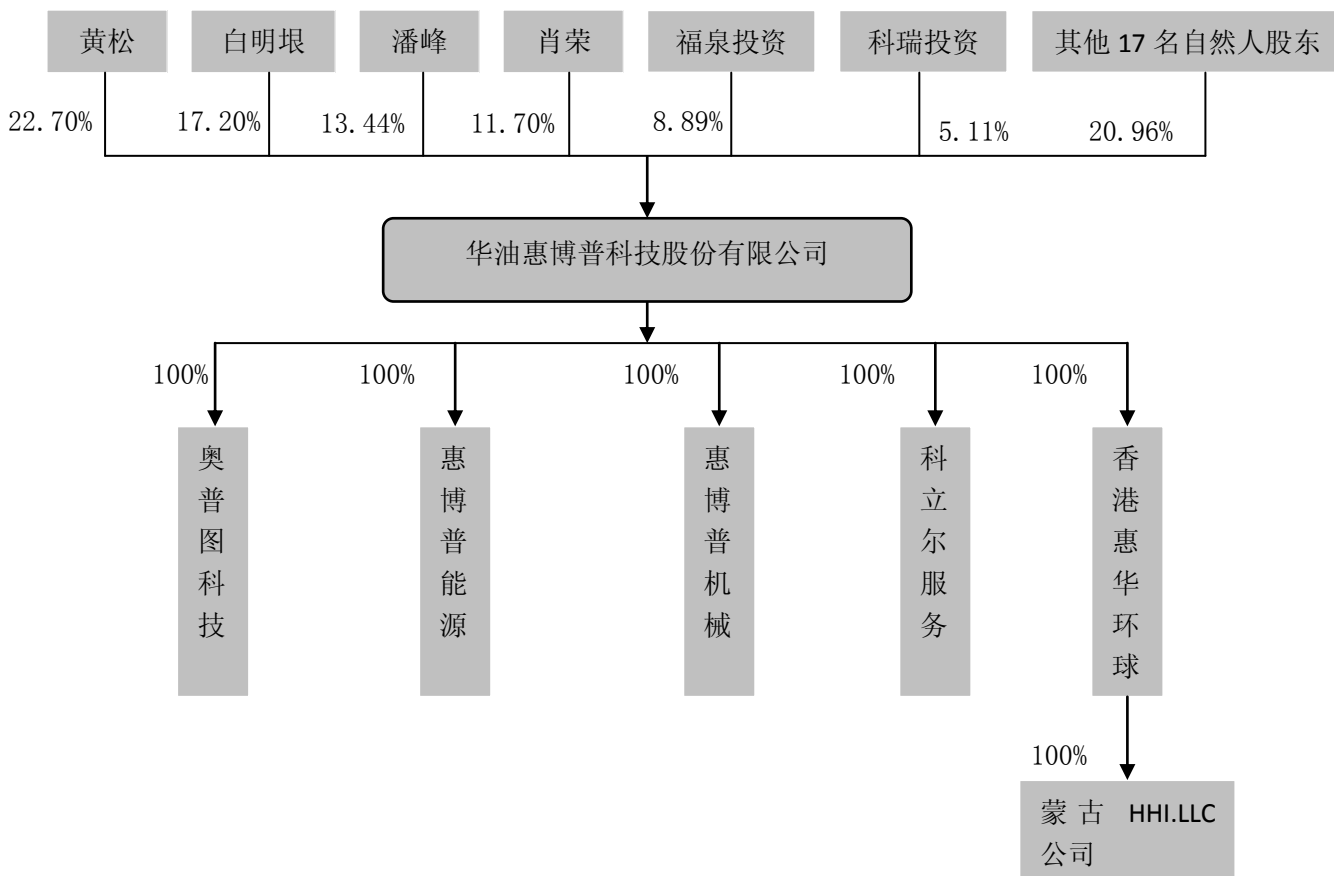 黄松
白明垠
潘峰
肖荣
福泉投资
科瑞投资
其他 17 名自然人股东
22.70%
17.20%
13.44%
11.70%
8.89%
5.11%
20.96%
华油惠博普科技股份有限公司
100%
100%
100%
100%
100%
奥普图科技
惠博普能源
惠博普机械
科立尔服务
香港惠华环球
100%
蒙古 HHI.LLC
公司